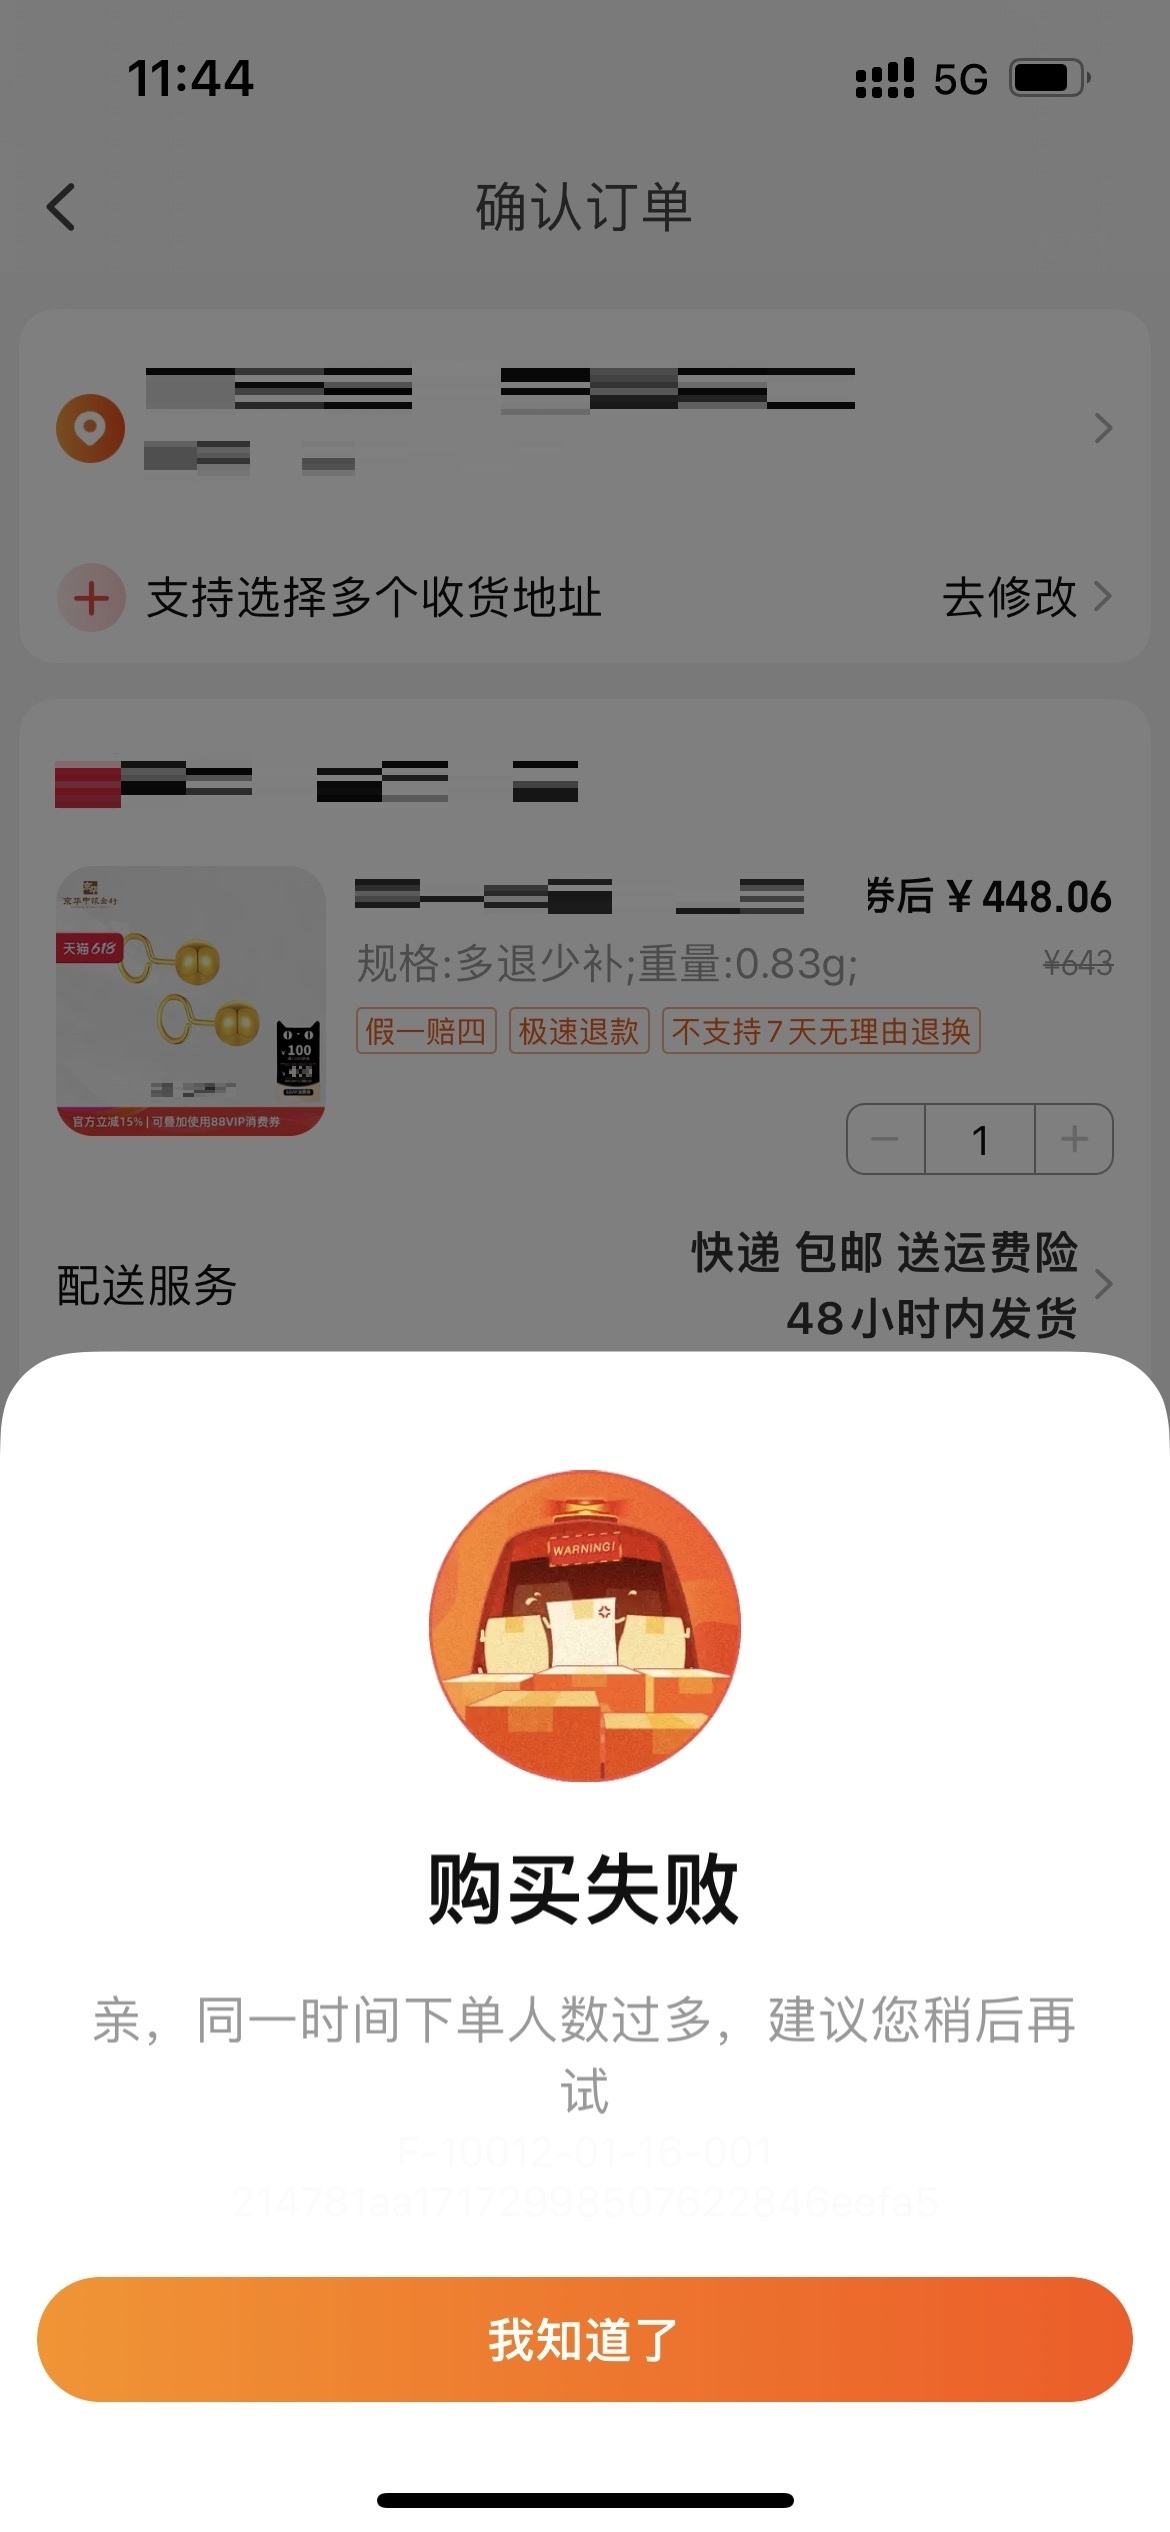 11:44
5G
确认订单
支持选择多个收货地址
去修改
券后 ¥ 448.06
规格:多退少补;重量:0.83g;
¥643
假一赔四
极速退款
不支持7天无理由退换
天猫618
¥100
官方立减15% | 可叠加使用88VIP消费券
1
配送服务
快递 包邮 送运费险
48小时内发货
WARNING!
购买失败
亲，同一时间下单人数过多，建议您稍后再
试
F-10012-01-16-001
214781aa17172998507622846eefa5
我知道了